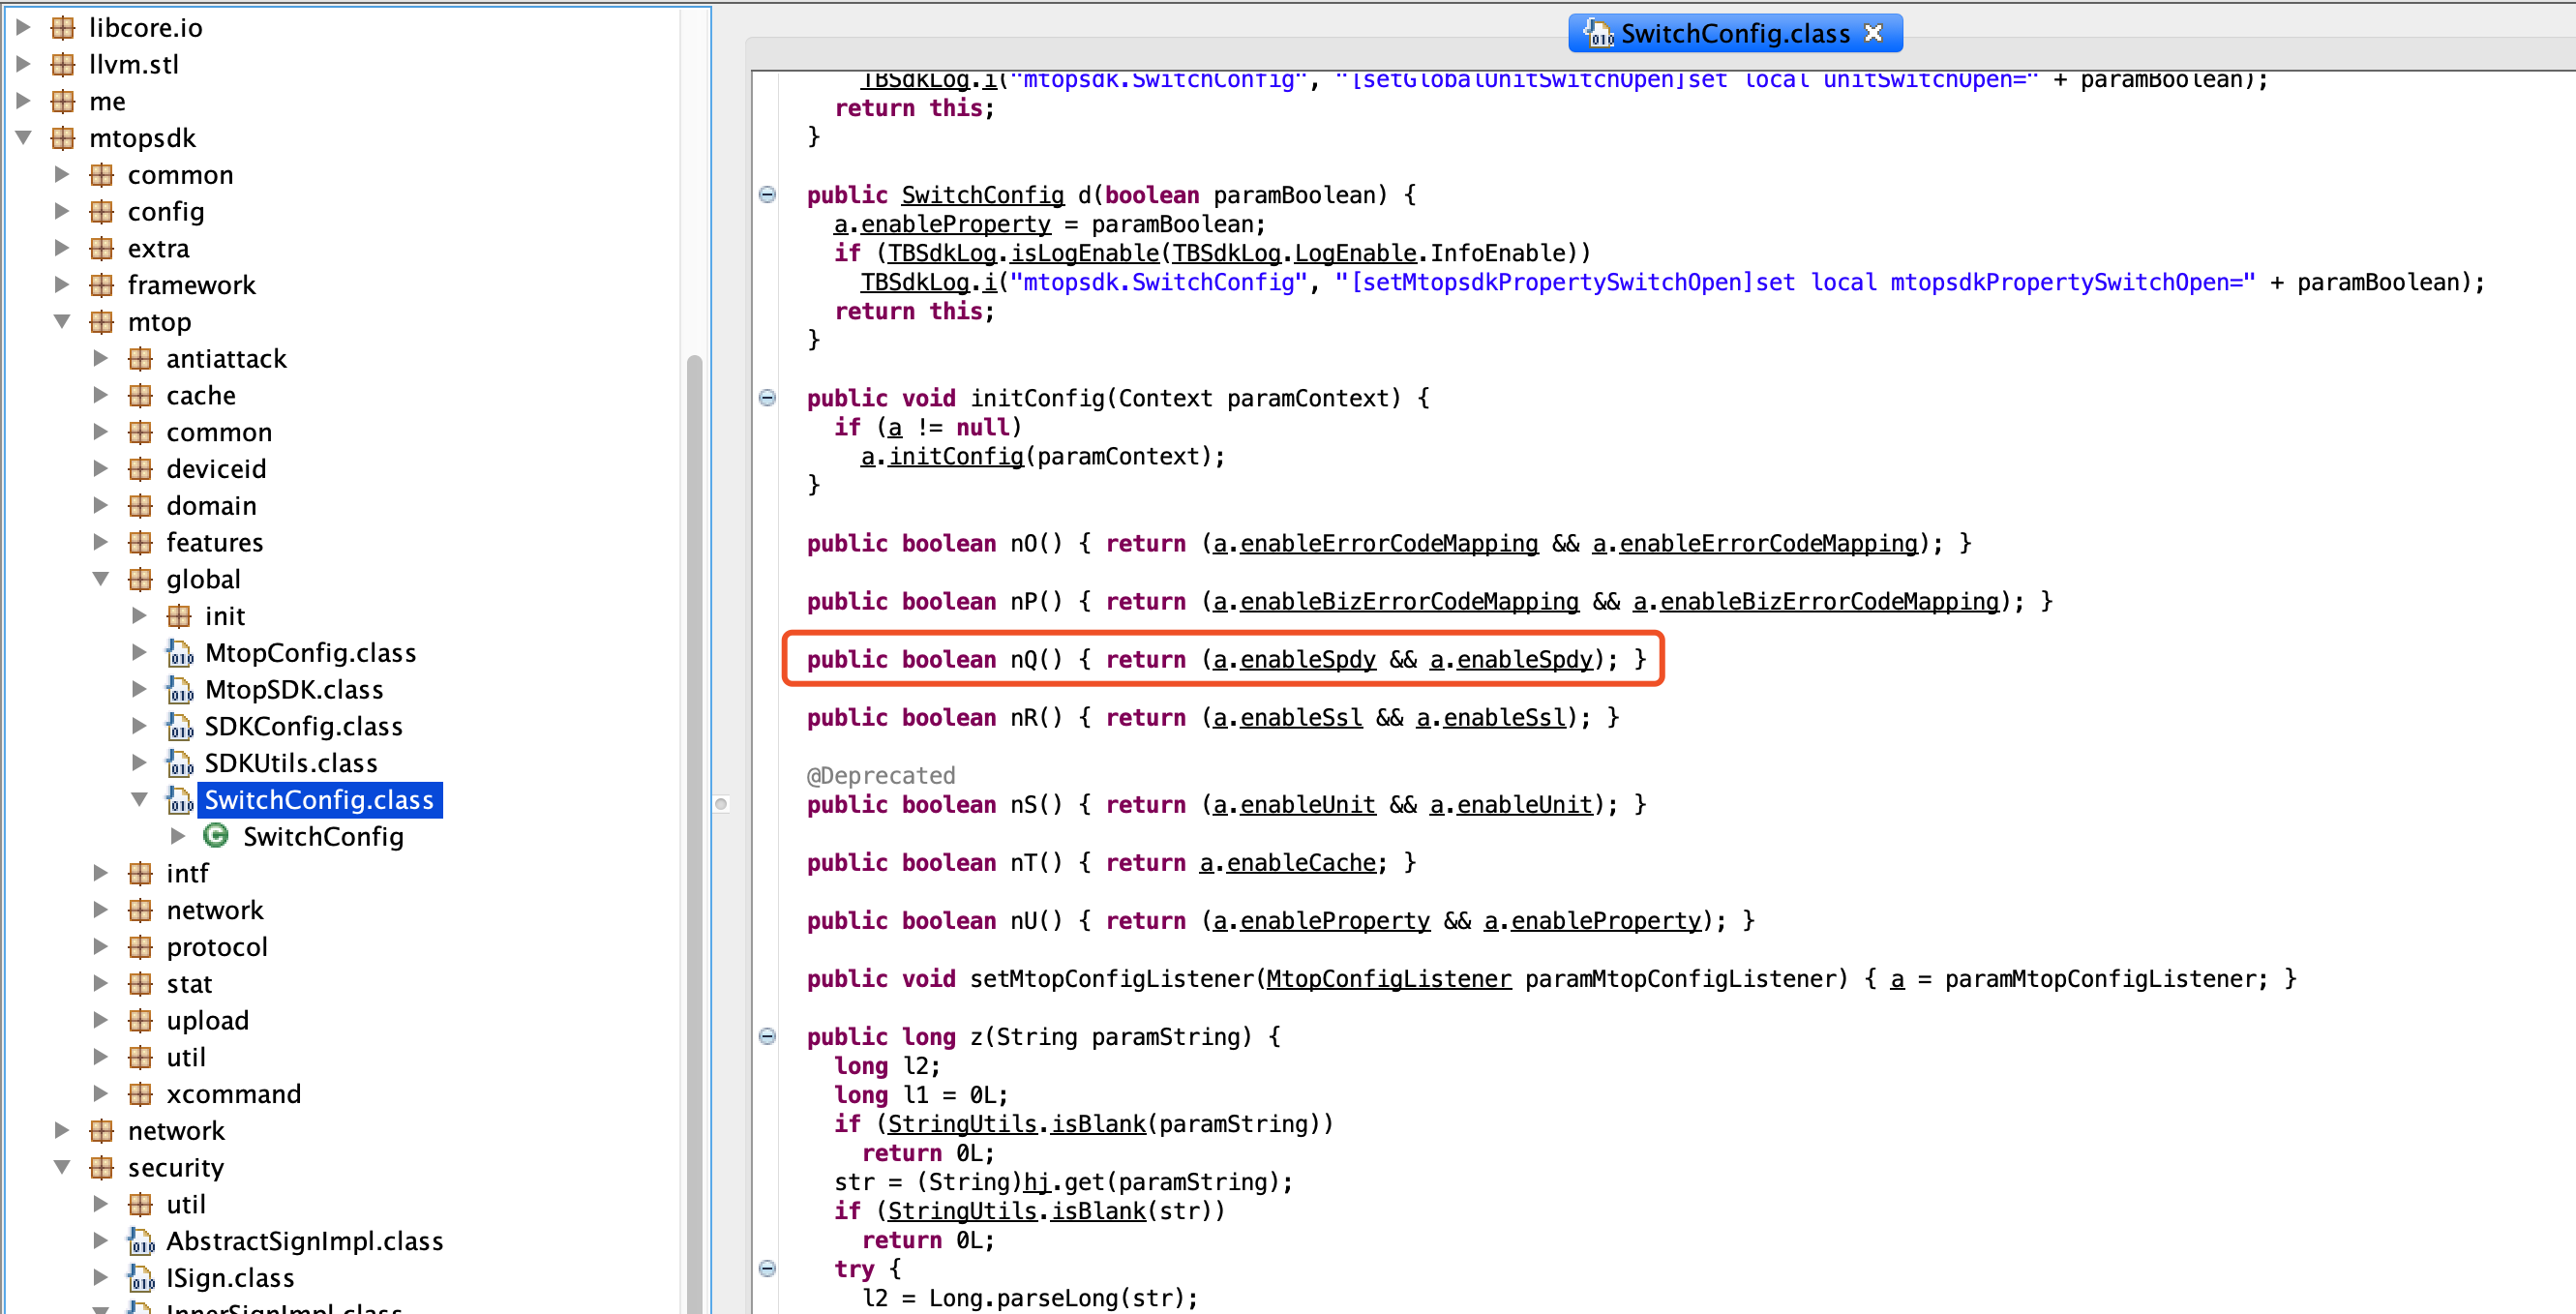 libcore.io
llvm.stl
me
mtopsdk
common
config
extra
framework
mtop
antiattack
cache
common
deviceid
domain
features
global
init
MtopConfig.class
MtopSDK.class
SDKConfig.class
SDKUtils.class
SwitchConfig.class
SwitchConfig
intf
network
protocol
stat
upload
util
xcommand
network
security
util
AbstractSignImpl.class
ISign.class
InnerSignImpl.class
SwitchConfig.class
TBSdkLog.i("mtopsdk.SwitchConfig", "[setGlobalUnitSwitchOpen]set local unitSwitchOpen=" + paramBoolean);
return this;
}
public SwitchConfig d(boolean paramBoolean) {
a.enableProperty = paramBoolean;
if (TBSdkLog.isLogEnable(TBSdkLog.LogEnable.InfoEnable))
TBSdkLog.i("mtopsdk.SwitchConfig", "[setMtopsdkPropertySwitchOpen]set local mtopsdkPropertySwitchOpen=" + paramBoolean);
return this;
}
public void initConfig(Context paramContext) {
if (a != null)
a.initConfig(paramContext);
}
public boolean nO() { return (a.enableErrorCodeMapping && a.enableErrorCodeMapping); }
public boolean nP() { return (a.enableBizErrorCodeMapping && a.enableBizErrorCodeMapping); }
public boolean nQ() { return (a.enableSpdy && a.enableSpdy); }
public boolean nR() { return (a.enableSsl && a.enableSsl); }
@Deprecated
public boolean nS() { return (a.enableUnit && a.enableUnit); }
public boolean nT() { return a.enableCache; }
public boolean nU() { return (a.enableProperty && a.enableProperty); }
public void setMtopConfigListener(MtopConfigListener paramMtopConfigListener) { a = paramMtopConfigListener; }
public long z(String paramString) {
long l2;
long l1 = 0L;
if (StringUtils.isBlank(paramString))
return 0L;
str = (String)hj.get(paramString);
if (StringUtils.isBlank(str))
return 0L;
try {
l2 = Long.parseLong(str);